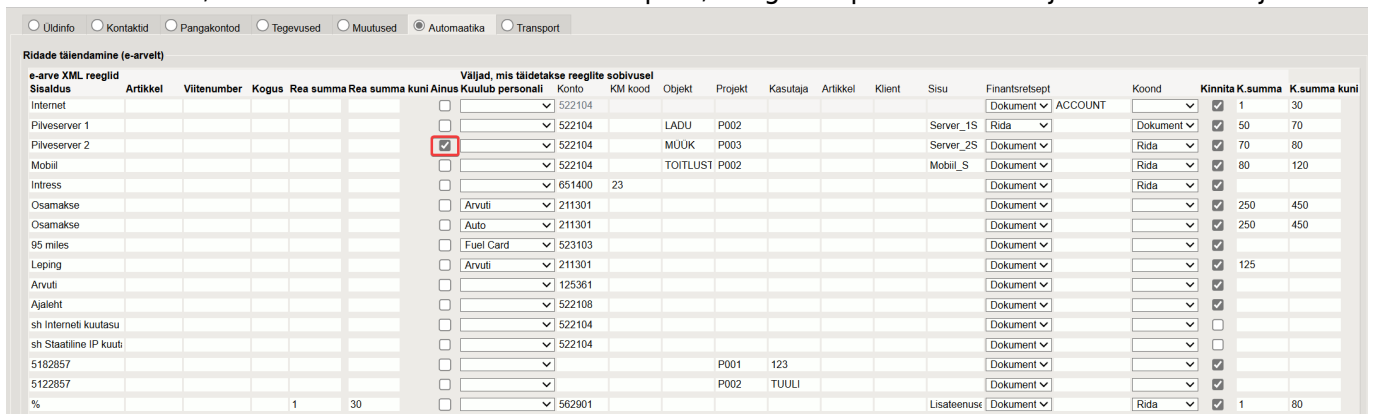 Üldinfo Kontaktid Pangakontod Tegevused Muutused Automaatika Transport
Ridade täiendamine (e-arvelt)
e-arve XML reeglid Väljad, mis täidetakse reeglite sobivusel
Sisaldus Artikkel Viitenumber Kogus Rea summa Rea summa kuni Ainus Kuulub personali Konto KM kood Objekt Projekt Kasutaja Artikkel Klient Sisu Finantsretsept Koond Kinnita K.summa K.summa kuni
Internet 522104 Dokument ACCOUNT 1 30
Pilveserver 1 522104 LADU P002 Server_1S Rida Dokument 50 70
Pilveserver 2 522104 MÜÜK P003 Server_2S Dokument Rida 70 80
Mobiil 522104 TOITLUST P002 Mobiil_S Dokument Rida 80 120
Intress 651400 23 Dokument Rida
Osamakse Arvuti 211301 Dokument 250 450
Osamakse Auto 211301 Dokument 250 450
95 miles Fuel Card 523103 Dokument
Leping Arvuti 211301 Dokument 125
Arvuti 125361 Dokument
Ajaleht 522108 Dokument
sh Interneti kuutasu 522104 Dokument
sh Staatiline IP kuuta 522104 Dokument
5182857 P001 123 Dokument
5122857 P002 TUULI Dokument
% 1 30 562901 Lisateenuse Dokument Rida 1 80